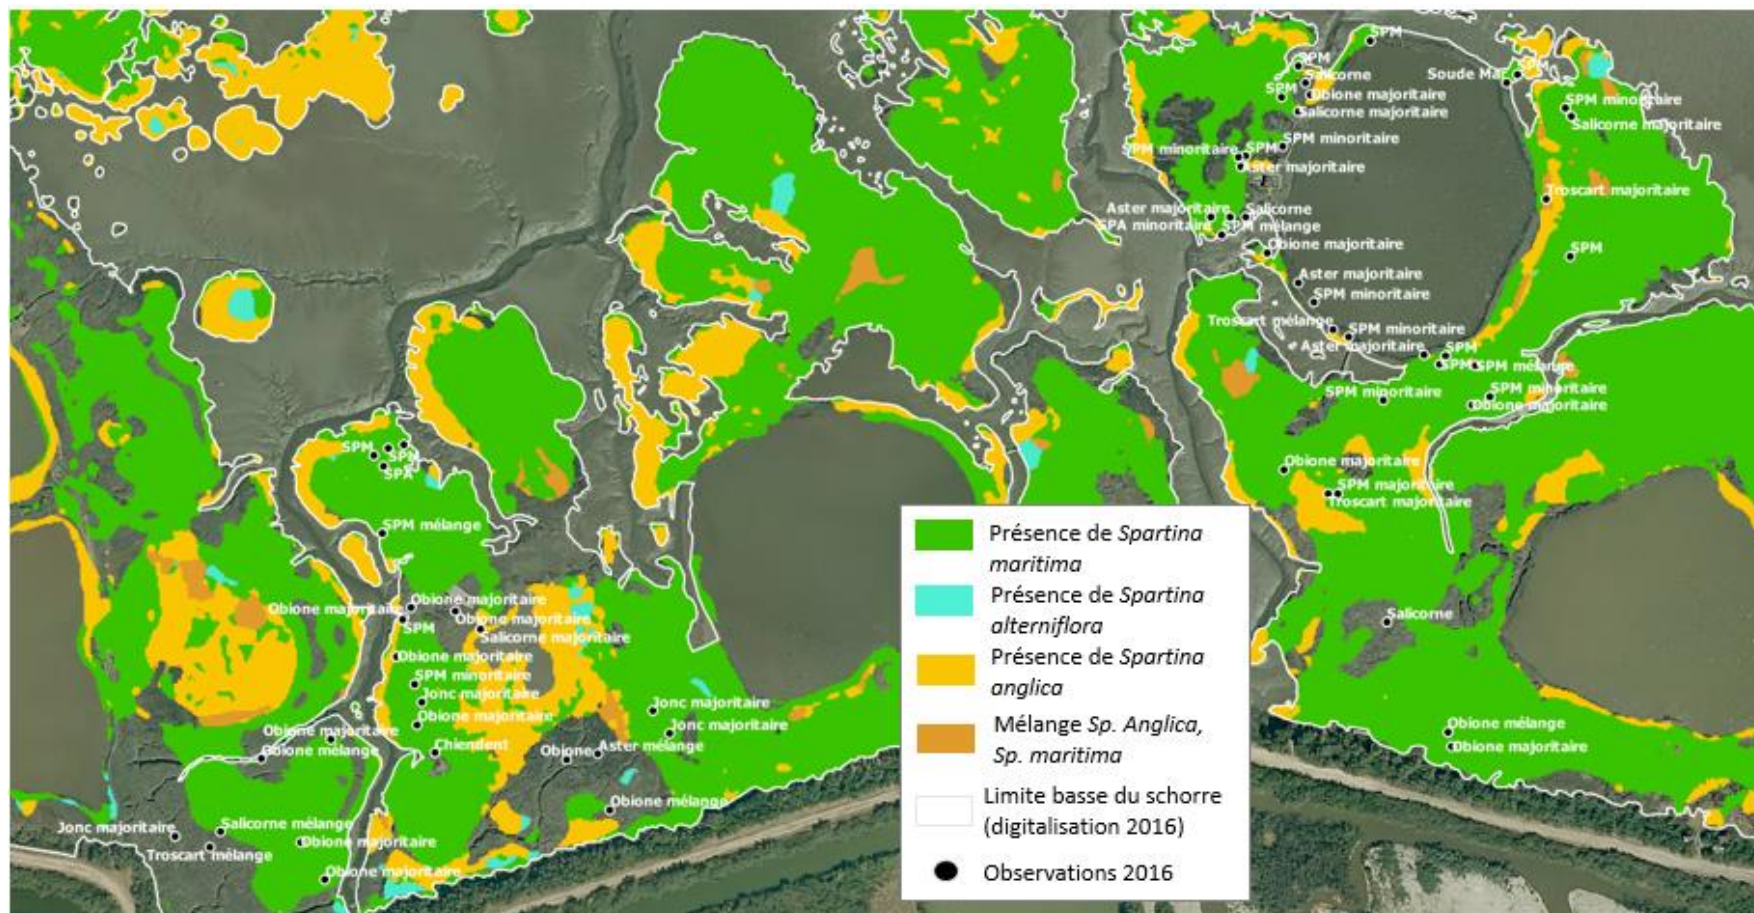 SPM
SPM
Salicorne
SPM
Obione majoritaire
Salicorne majoritaire
Soude Mar
SPM
SPM minoritaire
Salicorne majoritaire
SPM minoritaire
SPM minoritaire
SPM
Aster majoritaire
Troscart majoritaire
Aster majoritaire
Salicorne
SPA minoritaire
SPM mélange
Obione majoritaire
SPM
Aster majoritaire
SPM minoritaire
Troscart mélange
SPM minoritaire
Aster majoritaire
SPM
SPM
SPM mélange
SPM minoritaire
SPM minoritaire
Obione majoritaire
SPM
SPM
SPA
Obione majoritaire
SPM majoritaire
Troscart majoritaire
SPM mélange
Obione majoritaire
Obione majoritaire
Obione majoritaire
SPM
Salicorne majoritaire
Salicorne
Obione majoritaire
SPM minoritaire
Jonc majoritaire
Jonc majoritaire
Obione majoritaire
Jonc majoritaire
Obione majoritaire
Obione mélange
Chiendent
Obione
Aster mélange
Obione mélange
Obione majoritaire
Obione mélange
Jonc majoritaire
Salicorne mélange
Troscart mélange
Obione majoritaire
Obione majoritaire
Présence de Spartina
maritima
Présence de Spartina
alterniflora
Présence de Spartina
anglica
Mélange Sp. Anglica,
Sp. maritima
Limite basse du schorre
(digitalisation 2016)
Observations 2016